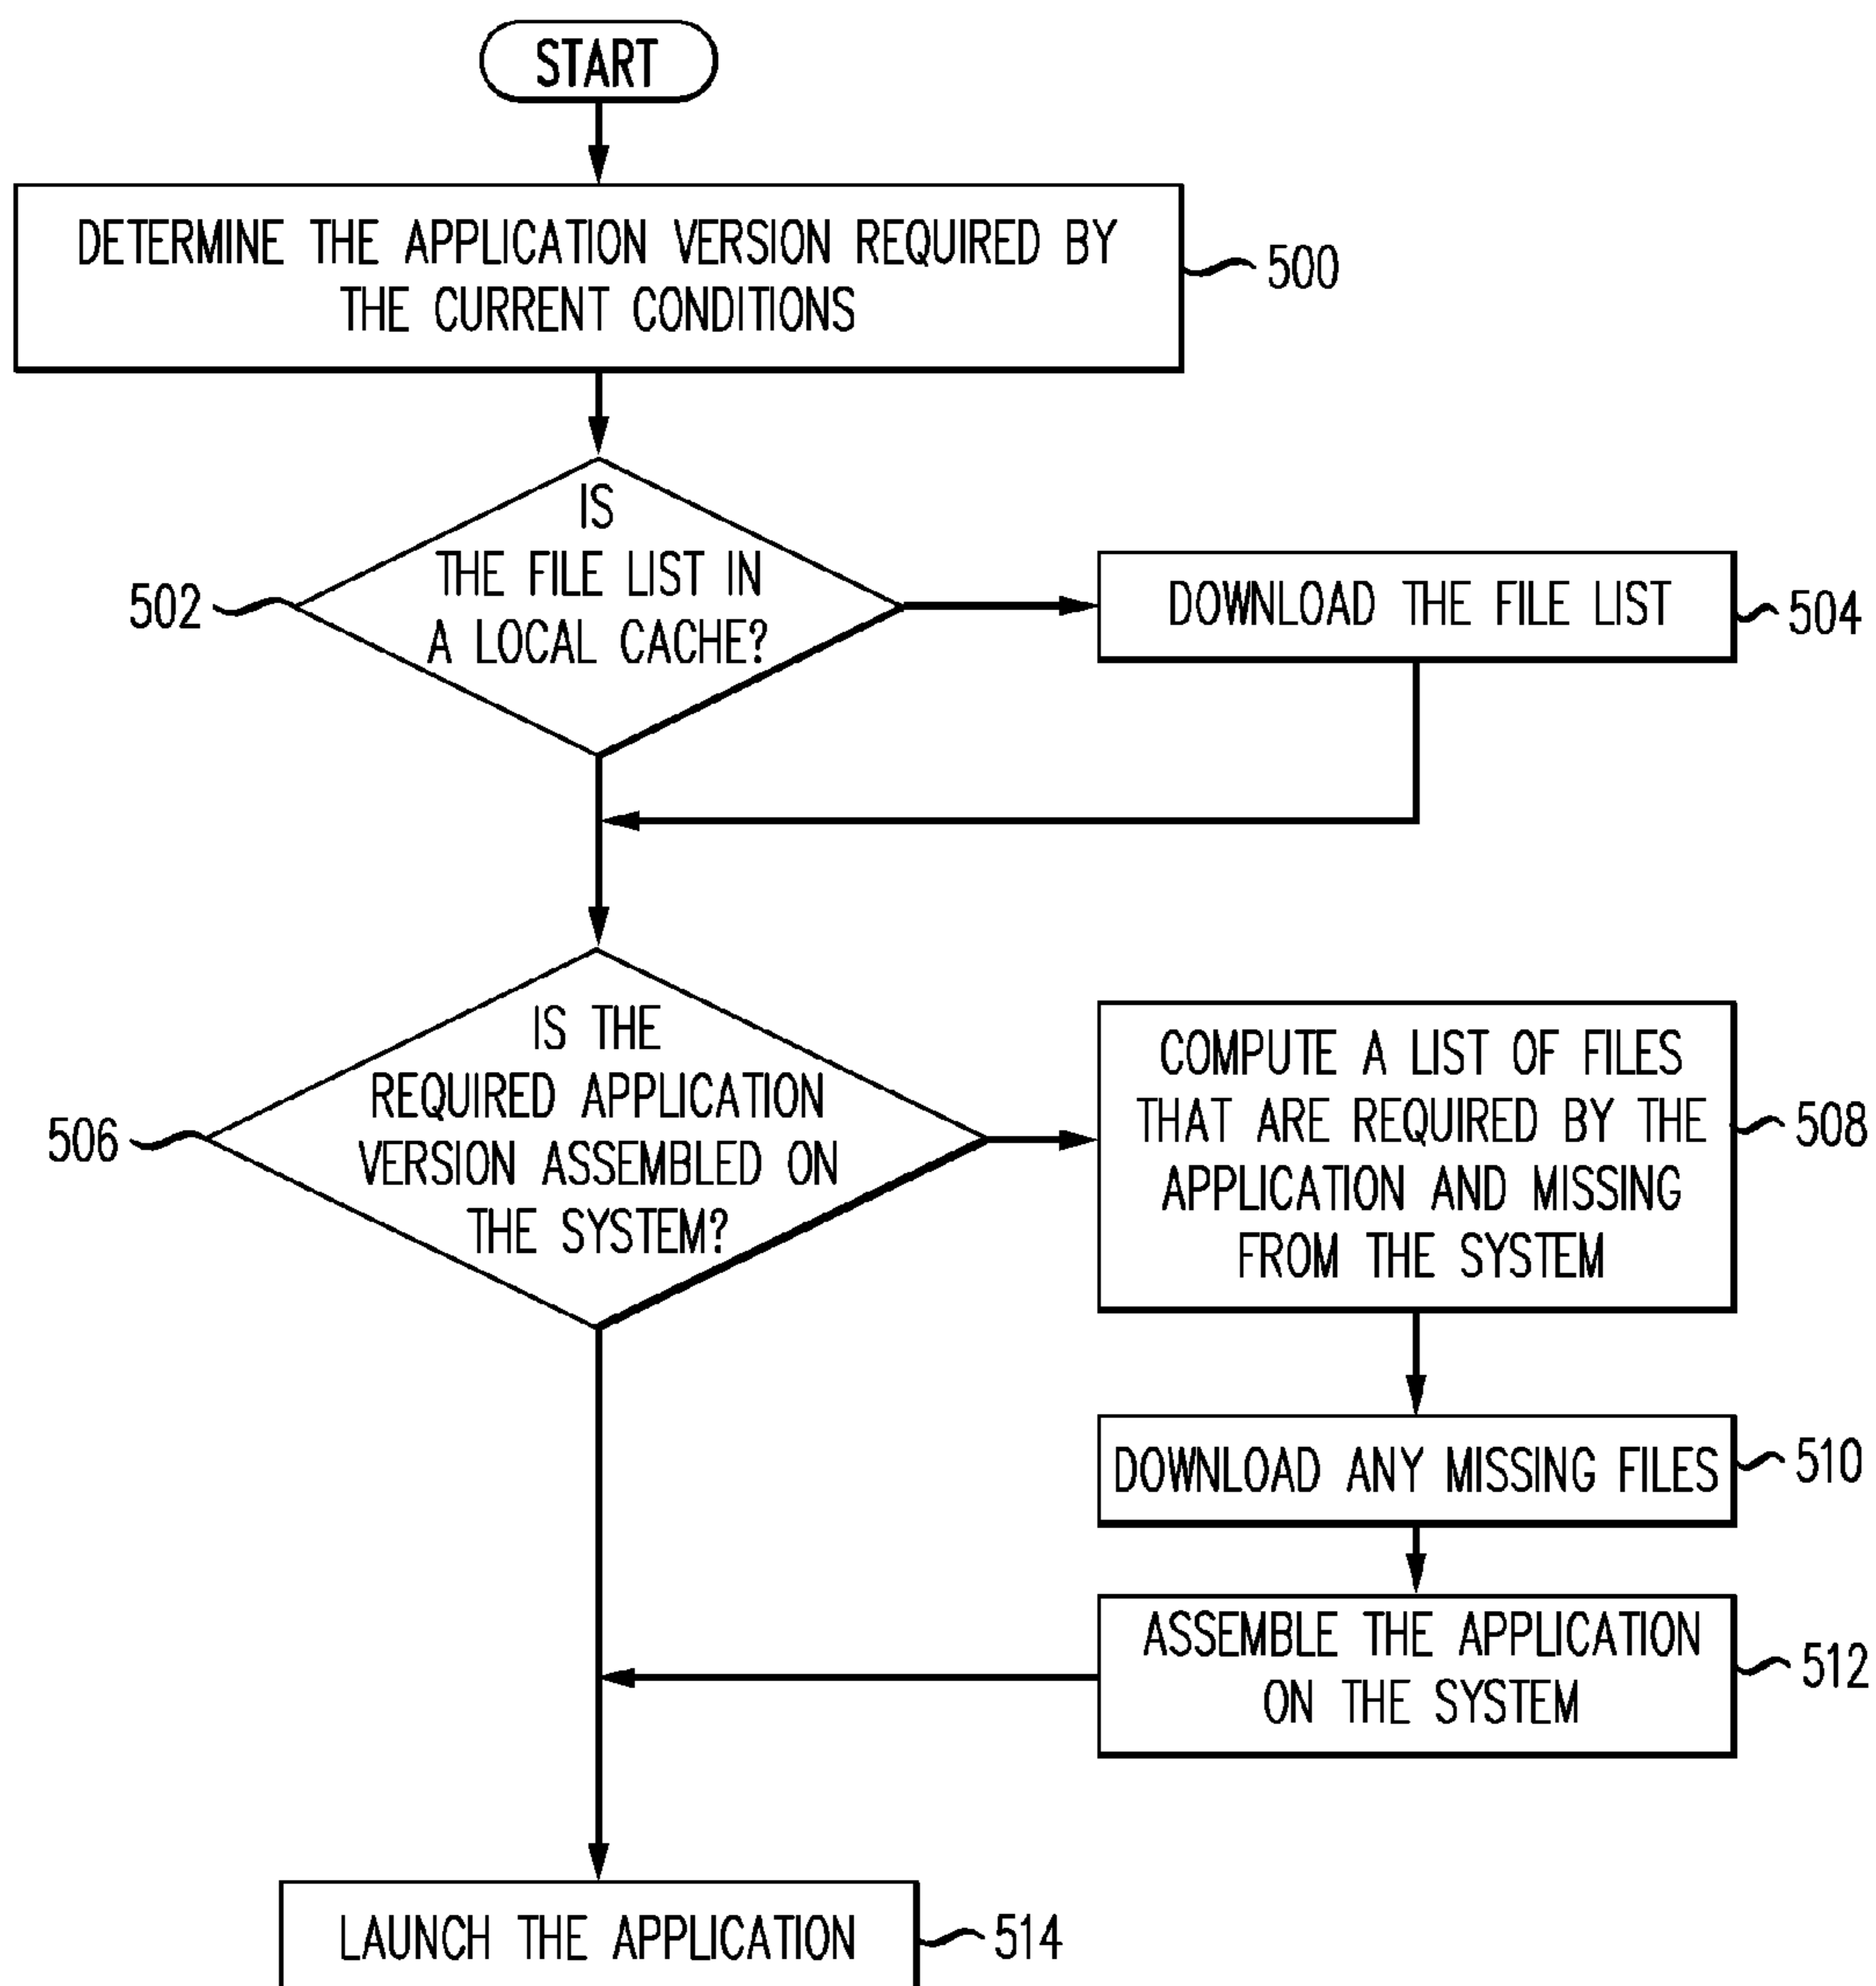 START
DETERMINE THE APPLICATION VERSION REQUIRED BY
THE CURRENT CONDITIONS
500
IS
THE FILE LIST IN
A LOCAL CACHE?
502
DOWNLOAD THE FILE LIST
504
IS THE
REQUIRED APPLICATION
VERSION ASSEMBLED ON
THE SYSTEM?
506
COMPUTE A LIST OF FILES
THAT ARE REQUIRED BY THE
APPLICATION AND MISSING
FROM THE SYSTEM
508
DOWNLOAD ANY MISSING FILES
510
ASSEMBLE THE APPLICATION
ON THE SYSTEM
512
LAUNCH THE APPLICATION
514